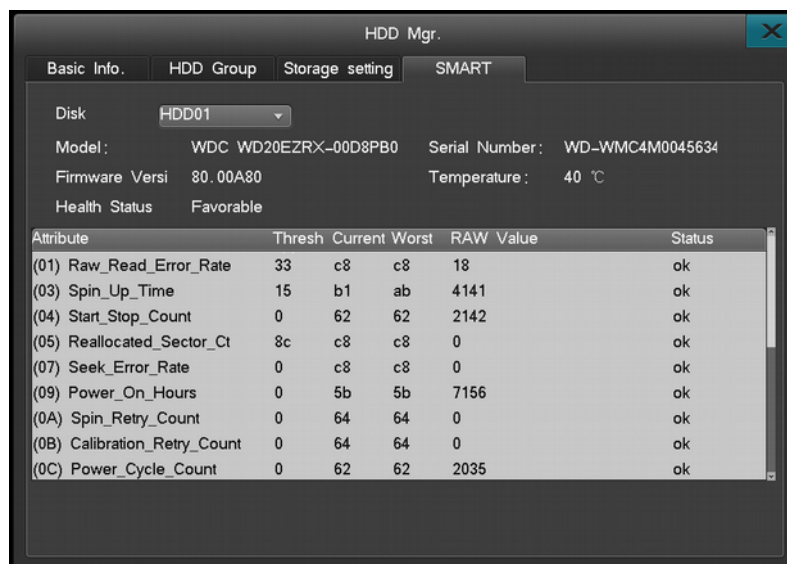 HDD Mgr.
Basic Info. HDD Group Storage setting SMART
Disk HDD01
Model: WDC WD20EZRX-00D8PB0 Serial Number: WD-WMC4M0045634
Firmware Versi 80.00A80 Temperature: 40 ℃
Health Status Favorable
Attribute Thresh Current Worst RAW Value Status
(01) Raw_Read_Error_Rate 33 c8 c8 18 ok
(03) Spin_Up_Time 15 b1 ab 4141 ok
(04) Start_Stop_Count 0 62 62 2142 ok
(05) Reallocated_Sector_Ct 8c c8 c8 0 ok
(07) Seek_Error_Rate 0 c8 c8 0 ok
(09) Power_On_Hours 0 5b 5b 7156 ok
(0A) Spin_Retry_Count 0 64 64 0 ok
(0B) Calibration_Retry_Count 0 64 64 0 ok
(0C) Power_Cycle_Count 0 62 62 2035 ok